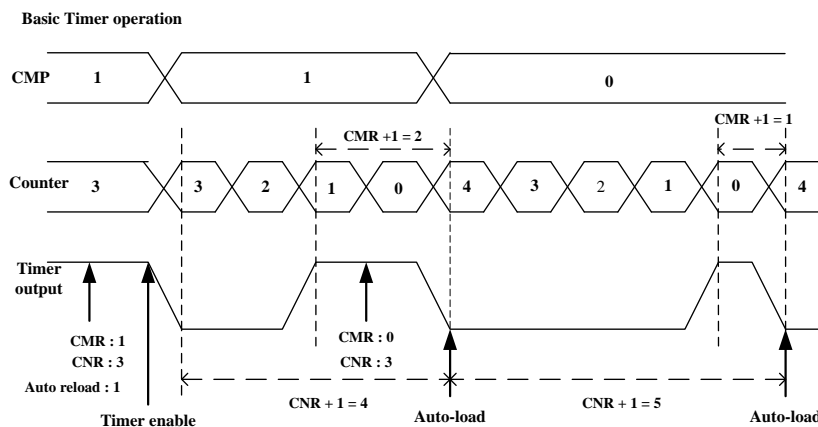 Basic Timer operation
CMP 1 1 0
CMR +1 = 2 CMR +1 = 1
Counter 3 3 2 1 0 4 3 2 1 0 4
Timer output
CMR : 1
CNR : 3
Auto reload : 1
CMR : 0
CNR : 3
CNR + 1 = 4 CNR + 1 = 5
Timer enable Auto-load Auto-load